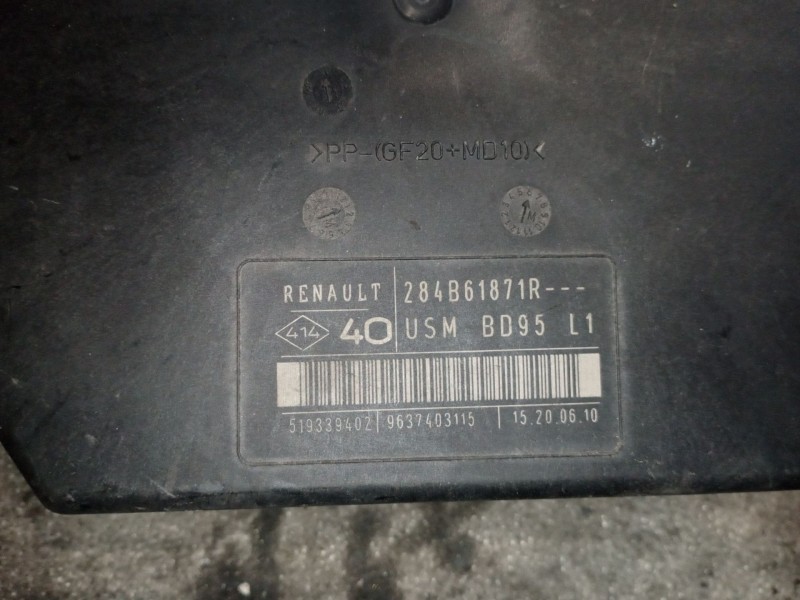 >PP-(GF20+MD10)<
RENAULT 284B61871R---
414 40 USM BD95 L1
519339402 9637403115 15.20.06.10